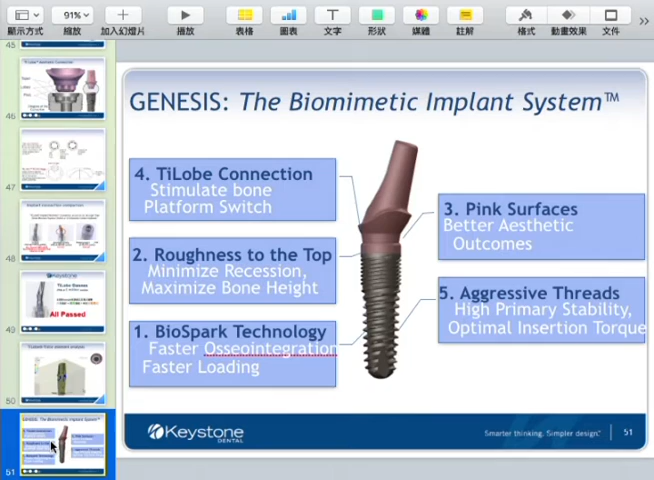 91%
顯示方式
縮放
加入幻燈片
播放
表格
圖表
文字
形狀
媒體
註解
格式
動畫效果
文件
45
46
47
48
49
TiLobe Genesis
All Passed
50
51
GENESIS: The Biomimetic Implant System™
4. TiLobe Connection
Stimulate bone
Platform Switch
2. Roughness to the Top
Minimize Recession,
Maximize Bone Height
1. BioSpark Technology
Faster Osseointegration
Faster Loading
3. Pink Surfaces
Better Aesthetic
Outcomes
5. Aggressive Threads
High Primary Stability,
Optimal Insertion Torque
Keystone
DENTAL
Smarter thinking. Simpler design.
51